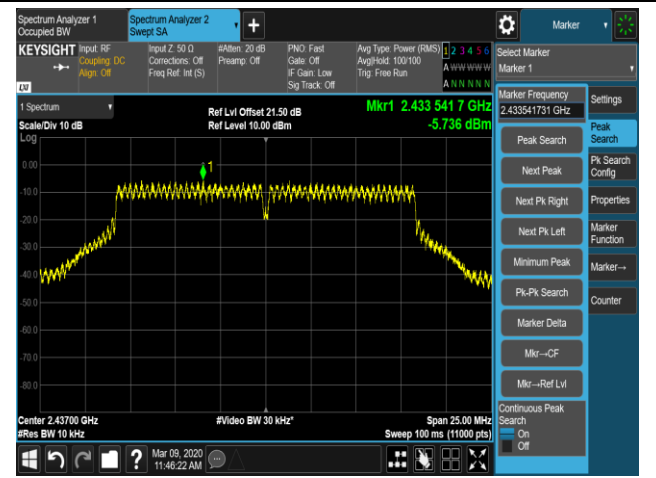 Spectrum Analyzer 1
Occupied BW
Spectrum Analyzer 2
Swept SA
Marker
KEYSIGHT
Input: RF
Coupling: DC
Align: Off
Input Z: 50 Ω
Corrections: Off
Freq Ref: Int (S)
#Atten: 20 dB
Preamp: Off
PNO: Fast
Gate: Off
IF Gain: Low
Sig Track: Off
Avg Type: Power (RMS)
Avg|Hold: 100/100
Trig: Free Run
1 2 3 4 5 6
A W W W W W
A N N N N N
LXI
Select Marker
Marker 1
1 Spectrum
Scale/Div 10 dB
Log
Ref Lvl Offset 21.50 dB
Ref Level 10.00 dBm
Mkr1 2.433 541 7 GHz
-5.736 dBm
1
0.00
-10.0
-20.0
-30.0
-40.0
-50.0
-60.0
-70.0
-80.0
Center 2.43700 GHz
#Res BW 10 kHz
#Video BW 30 kHz*
Span 25.00 MHz
Sweep 100 ms (11000 pts)
Marker Frequency
2.433541731 GHz
Peak Search
Next Peak
Next Pk Right
Next Pk Left
Minimum Peak
Pk-Pk Search
Marker Delta
Mkr→CF
Mkr→Ref Lvl
Continuous Peak
Search
On
Off
Settings
Peak
Search
Pk Search
Config
Properties
Marker
Function
Marker→
Counter
?
Mar 09, 2020
11:46:22 AM